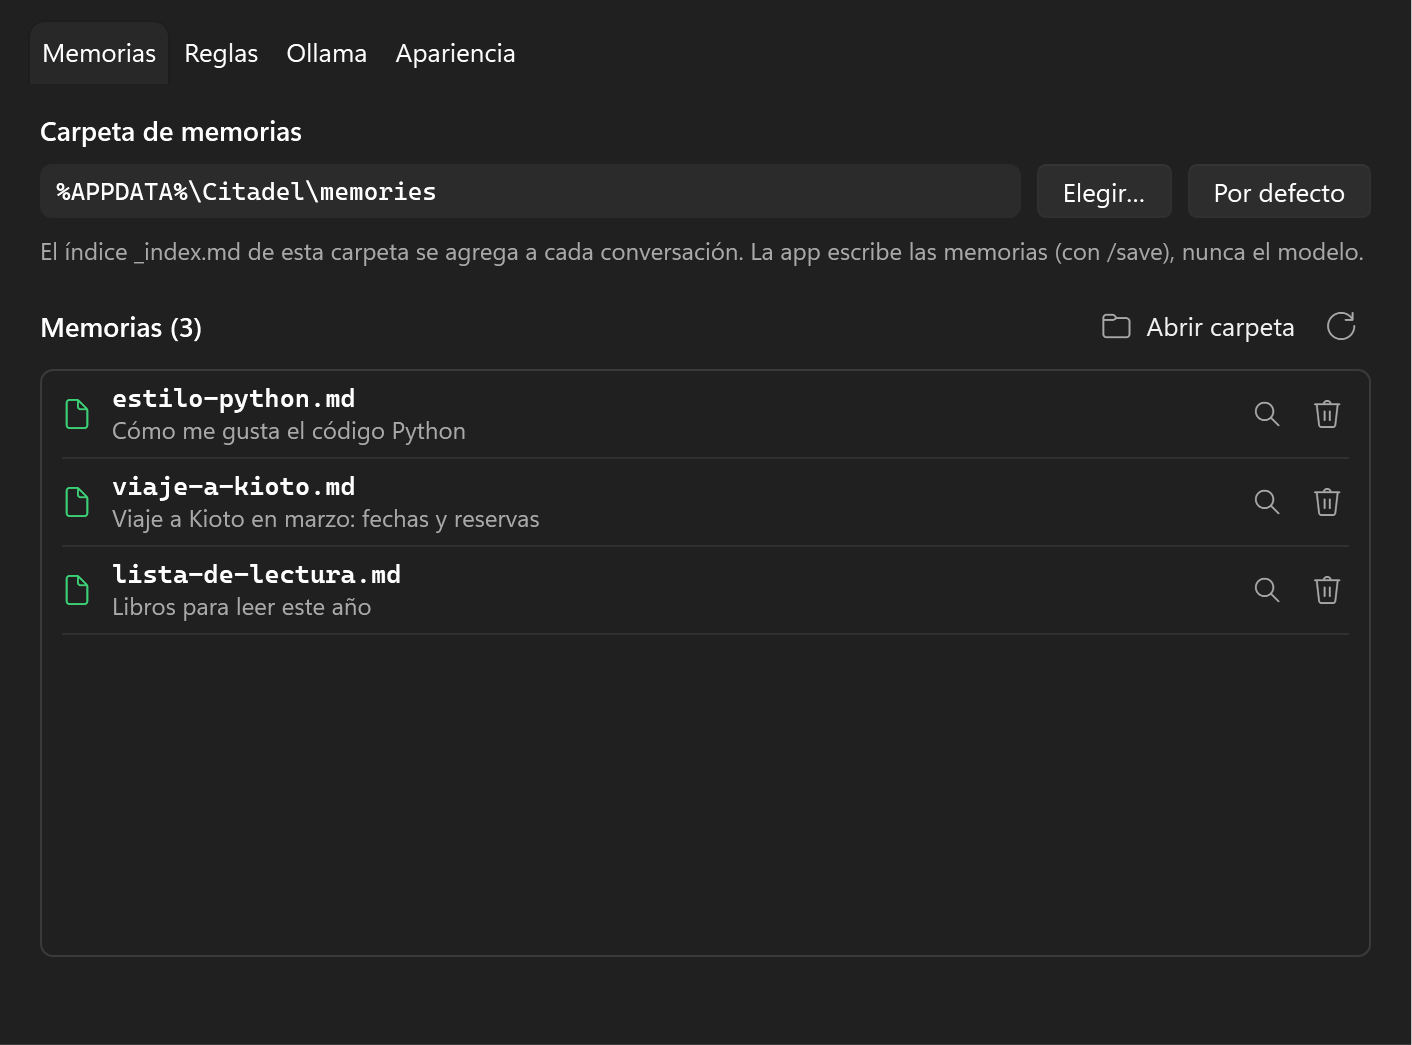 Memorias Reglas Ollama Apariencia
Carpeta de memorias
%APPDATA%\Citadel\memories Elegir... Por defecto
El índice _index.md de esta carpeta se agrega a cada conversación. La app escribe las memorias (con /save), nunca el modelo.
Memorias (3) Abrir carpeta
estilo-python.md
Cómo me gusta el código Python
viaje-a-kioto.md
Viaje a Kioto en marzo: fechas y reservas
lista-de-lectura.md
Libros para leer este año